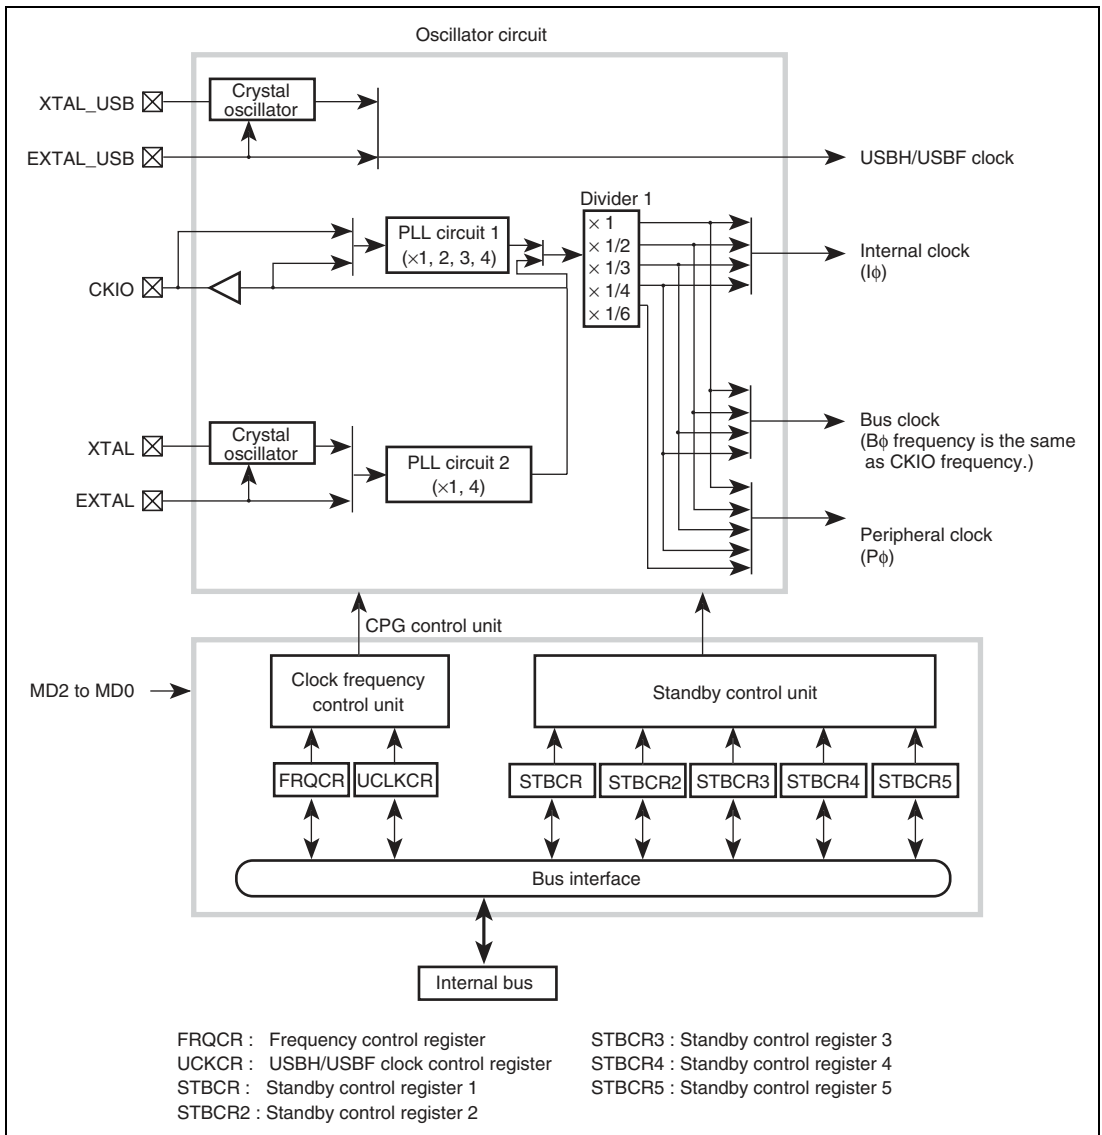 Oscillator circuit
XTAL_USB
Crystal
oscillator
EXTAL_USB
USBH/USBF clock
Divider 1
× 1
× 1/2
× 1/3
× 1/4
× 1/6
PLL circuit 1
(×1, 2, 3, 4)
Internal clock
(Iϕ)
CKIO
XTAL
Crystal
oscillator
EXTAL
PLL circuit 2
(×1, 4)
Bus clock
(Bϕ frequency is the same
as CKIO frequency.)
Peripheral clock
(Pϕ)
CPG control unit
MD2 to MD0
Clock frequency
control unit
Standby control unit
FRQCR
UCLKCR
STBCR
STBCR2
STBCR3
STBCR4
STBCR5
Bus interface
Internal bus
FRQCR : Frequency control register
UCKCR : USBH/USBF clock control register
STBCR : Standby control register 1
STBCR2 : Standby control register 2
STBCR3 : Standby control register 3
STBCR4 : Standby control register 4
STBCR5 : Standby control register 5